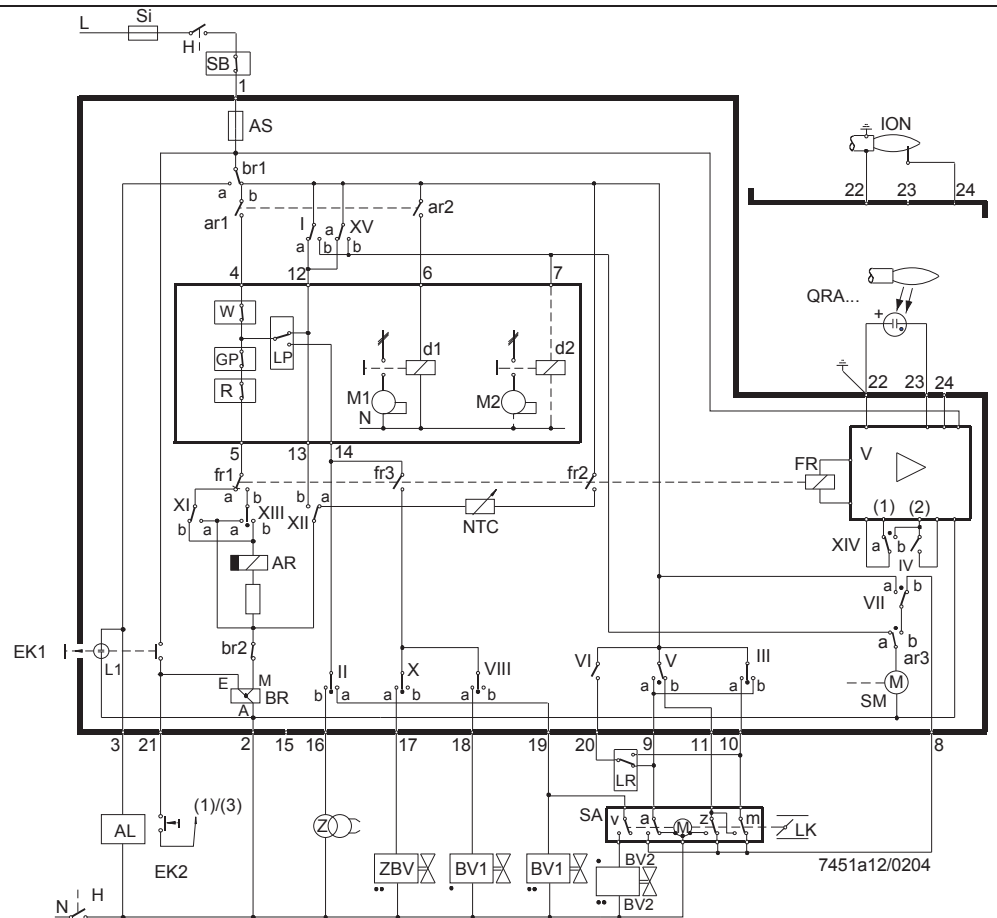 L
Si
H
SB
1
AS
ION
br1
a b
22 23 24
ar1 ar2
I a XV
a b b
4 12 6 7
QRA...
W
+
LP
GP
d1 d2
R
M1 M2
N
22 23 24
5 13 14
V
fr1 fr3 fr2 FR
a b b a
XI XIII XII
NTC
(1) (2)
b a a b
XIV a b
IV
AR
a b
VII
EK1
L1
br2
a b
ar3
VI V III
II X VIII
E M
BR
M
SM
A
b a a b b a a b a b
3 21 2 15 16 17 18 19 20 9 11 10 8
LR
(1)/(3)
SA
v a M z m
LK
AL
Z
EK2
7451a12/0204
ZBV BV1 BV1 BV2
BV2
N H